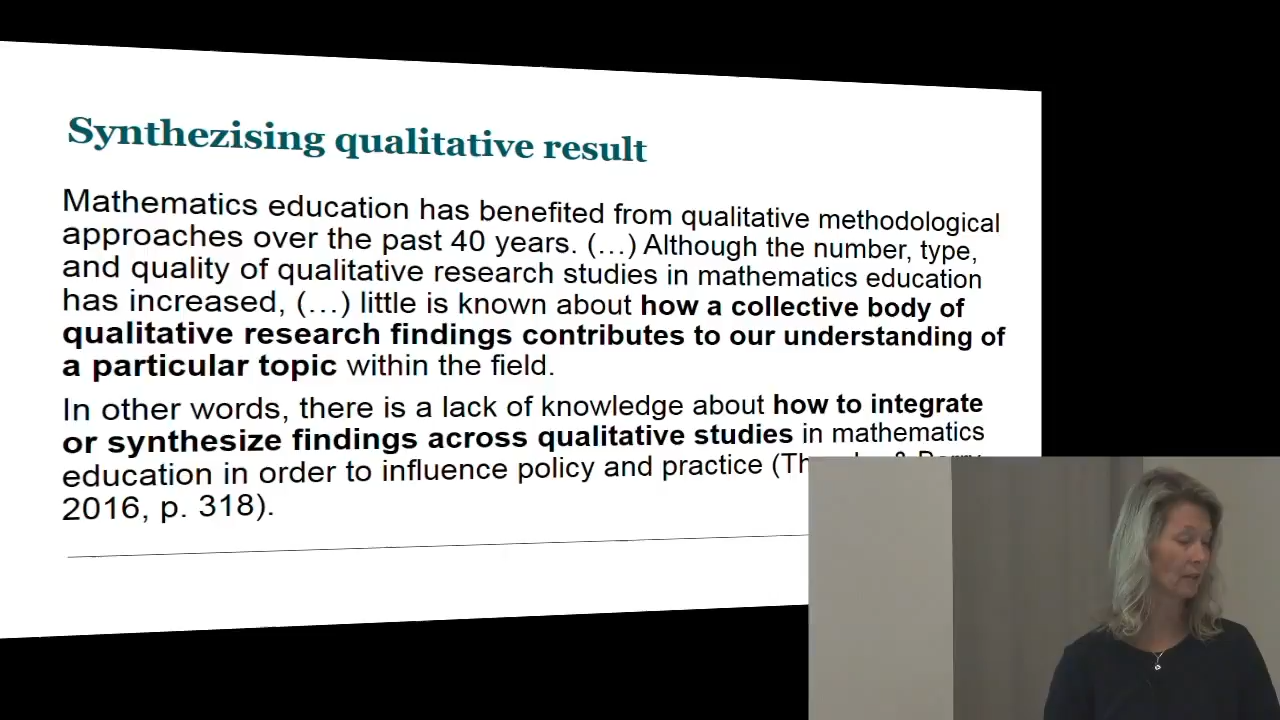 Synthezising qualitative result
Mathematics education has benefited from qualitative methodological
approaches over the past 40 years. (…) Although the number, type,
and quality of qualitative research studies in mathematics education
has increased, (…) little is known about how a collective body of
qualitative research findings contributes to our understanding of
a particular topic within the field.
In other words, there is a lack of knowledge about how to integrate
or synthesize findings across qualitative studies in mathematics
education in order to influence policy and practice
2016, p. 318).